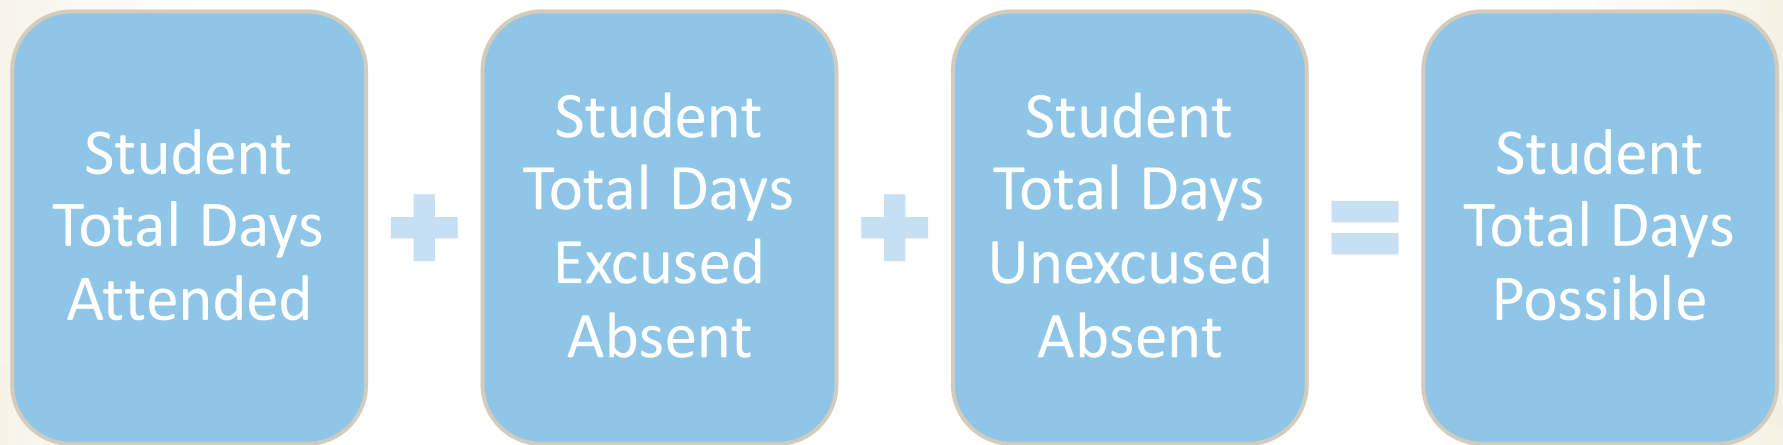 Student
Total Days
Attended
Student
Total Days
Excused
Absent
Student
Total Days
Unexcused
Absent
Student
Total Days
Possible